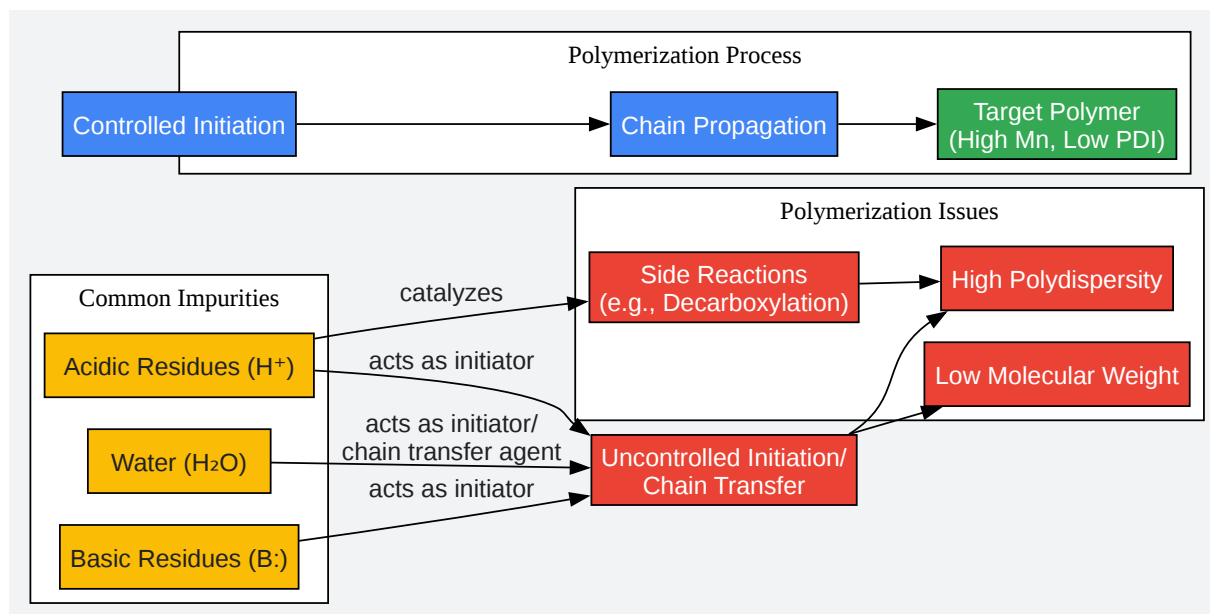 Polymerization Process
Controlled Initiation
Chain Propagation
Target Polymer
(High Mn, Low PDI)
Polymerization Issues
Side Reactions
(e.g., Decarboxylation)
High Polydispersity
Low Molecular Weight
Uncontrolled Initiation/
Chain Transfer
Common Impurities
Acidic Residues (H⁺)
Water (H₂O)
Basic Residues (B:)
catalyzes
acts as initiator
acts as initiator/
chain transfer agent
acts as initiator